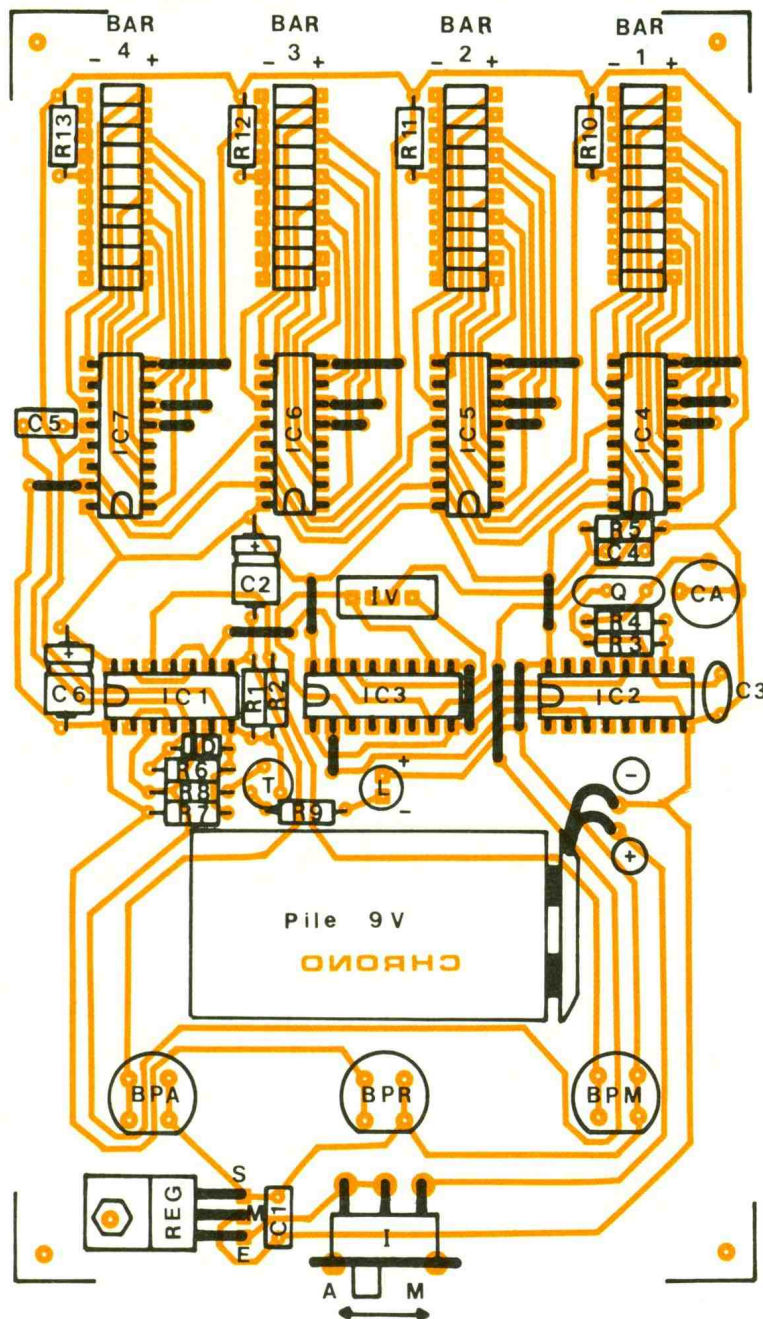 BAR 4 - +
BAR 3 - +
BAR 2 - +
BAR 1 - +
R13
R12
R11
R10
C5
IC7
IC6
IC5
IC4
R5
C4
C2 +
IV
Q
CA
R4
R3
C6 +
IC1
R1
R2
IC3
IC2
C3
D
R6
R8
R7
T
L + -
R9
-
+
Pile 9V
CHRONO
BPA
BPR
BPM
REG
S
M
E
C1
I
A M